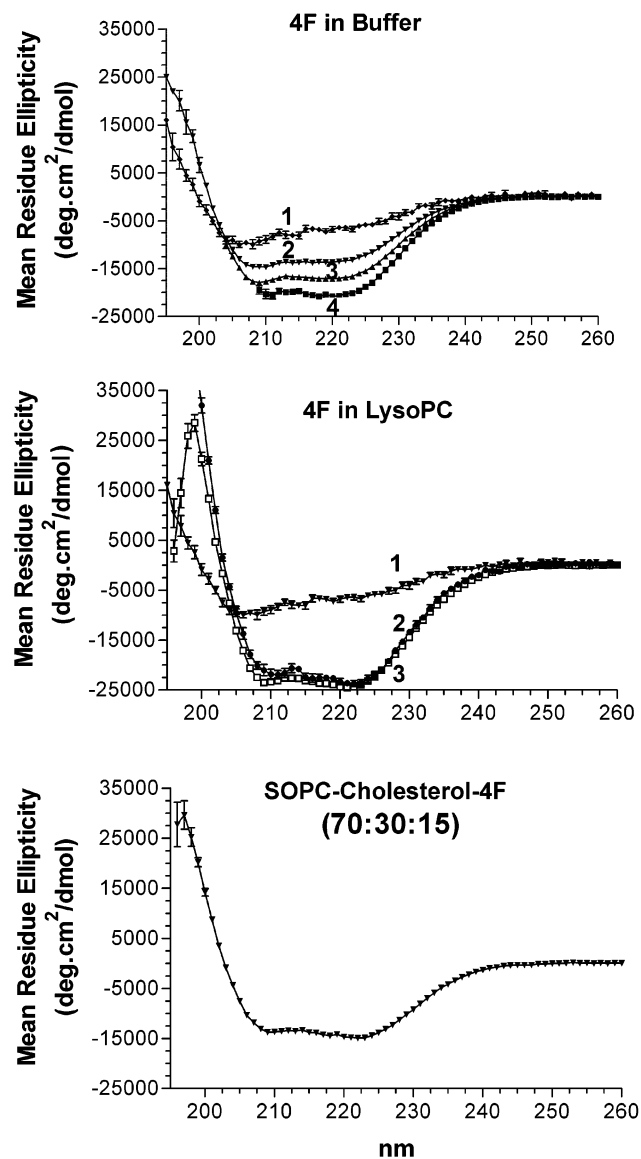 4F in Buffer
Mean Residue Ellipticity
(deg.cm²/dmol)
35000
25000
15000
5000
-5000
-15000
-25000
1
2
3
4
200 210 220 230 240 250 260
4F in LysoPC
Mean Residue Ellipticity
(deg.cm²/dmol)
35000
25000
15000
5000
-5000
-15000
-25000
1
2
3
200 210 220 230 240 250 260
SOPC-Cholesterol-4F
(70:30:15)
Mean Residue Ellipticity
(deg.cm²/dmol)
35000
25000
15000
5000
-5000
-15000
-25000
200 210 220 230 240 250 260
nm